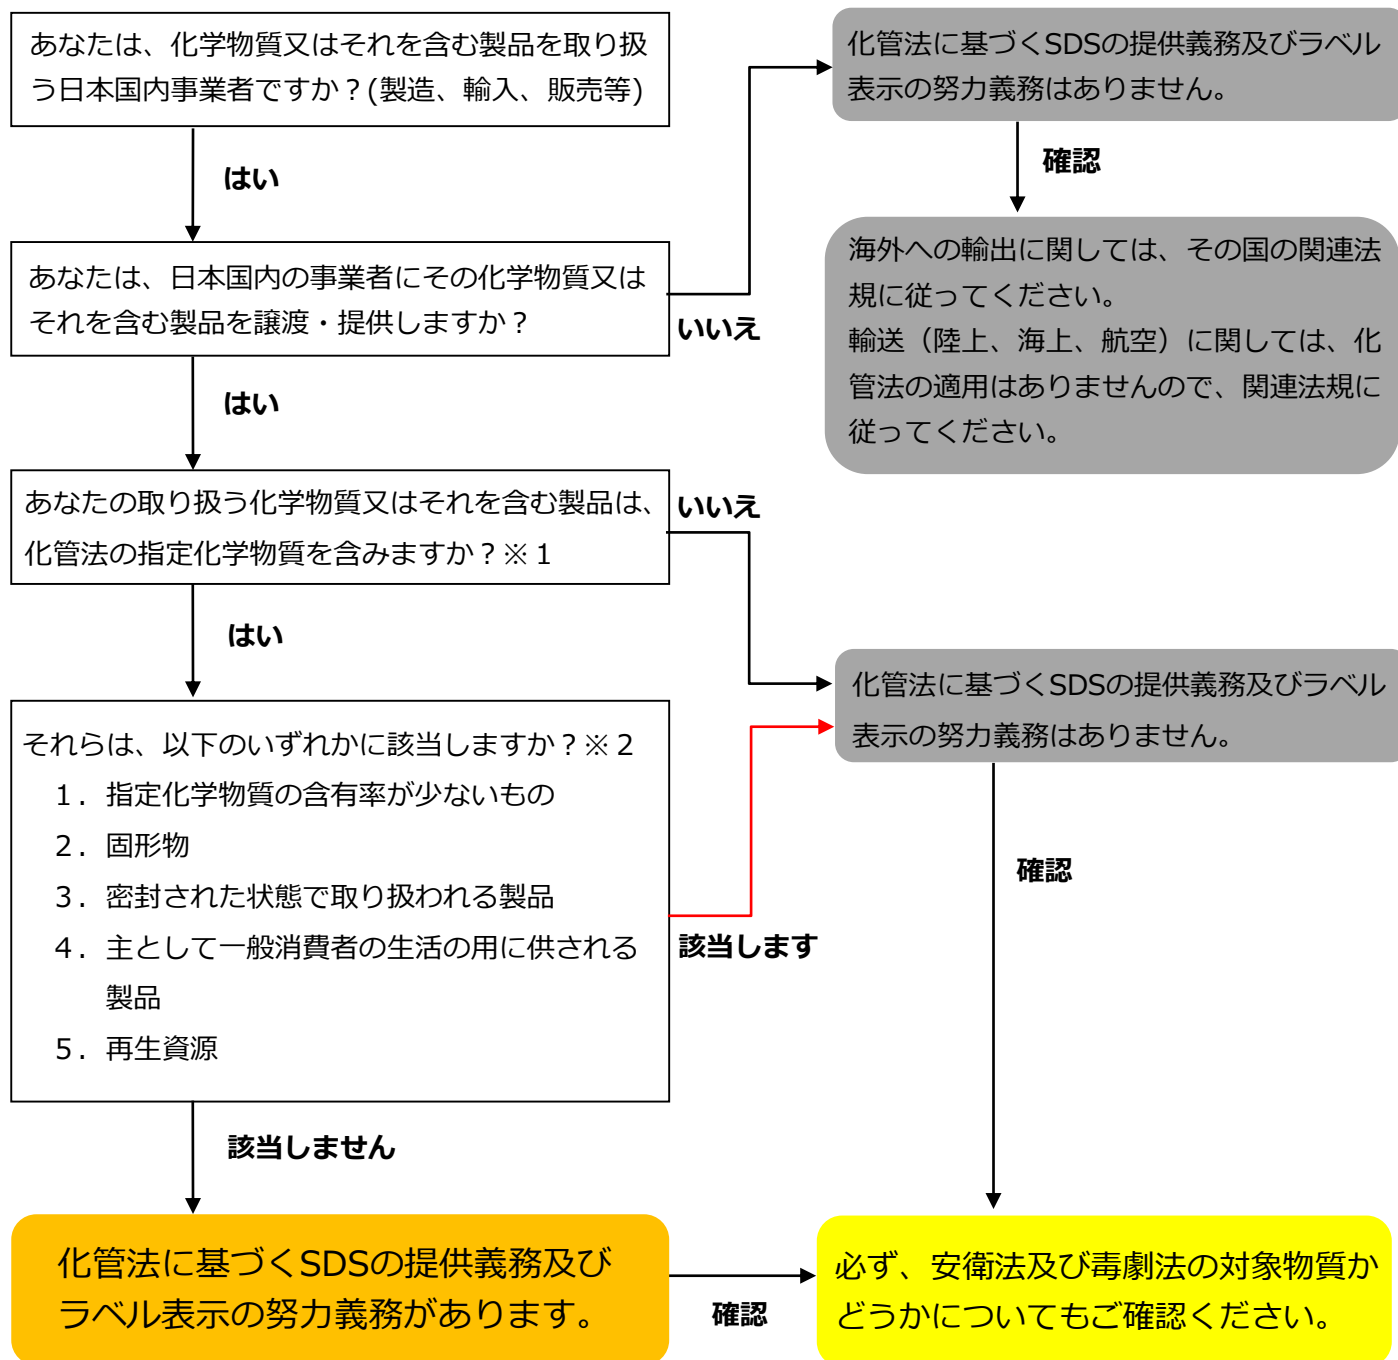 あなたは、化学物質又はそれを含む製品を取り扱
う日本国内事業者ですか？(製造、輸入、販売等)
化管法に基づくSDSの提供義務及びラベル
表示の努力義務はありません。
はい
確認
あなたは、日本国内の事業者にその化学物質又は
それを含む製品を譲渡・提供しますか？
いいえ
海外への輸出に関しては、その国の関連法
規に従ってください。
輸送（陸上、海上、航空）に関しては、化
管法の適用はありませんので、関連法規に
従ってください。
はい
あなたの取り扱う化学物質又はそれを含む製品は、
化管法の指定化学物質を含みますか？※１
いいえ
はい
化管法に基づくSDSの提供義務及びラベル
表示の努力義務はありません。
それらは、以下のいずれかに該当しますか？※２
１．指定化学物質の含有率が少ないもの
２．固形物
３．密封された状態で取り扱われる製品
４．主として一般消費者の生活の用に供される
製品
５．再生資源
該当します
確認
該当しません
化管法に基づくSDSの提供義務及び
ラベル表示の努力義務があります。
確認
必ず、安衛法及び毒劇法の対象物質か
どうかについてもご確認ください。